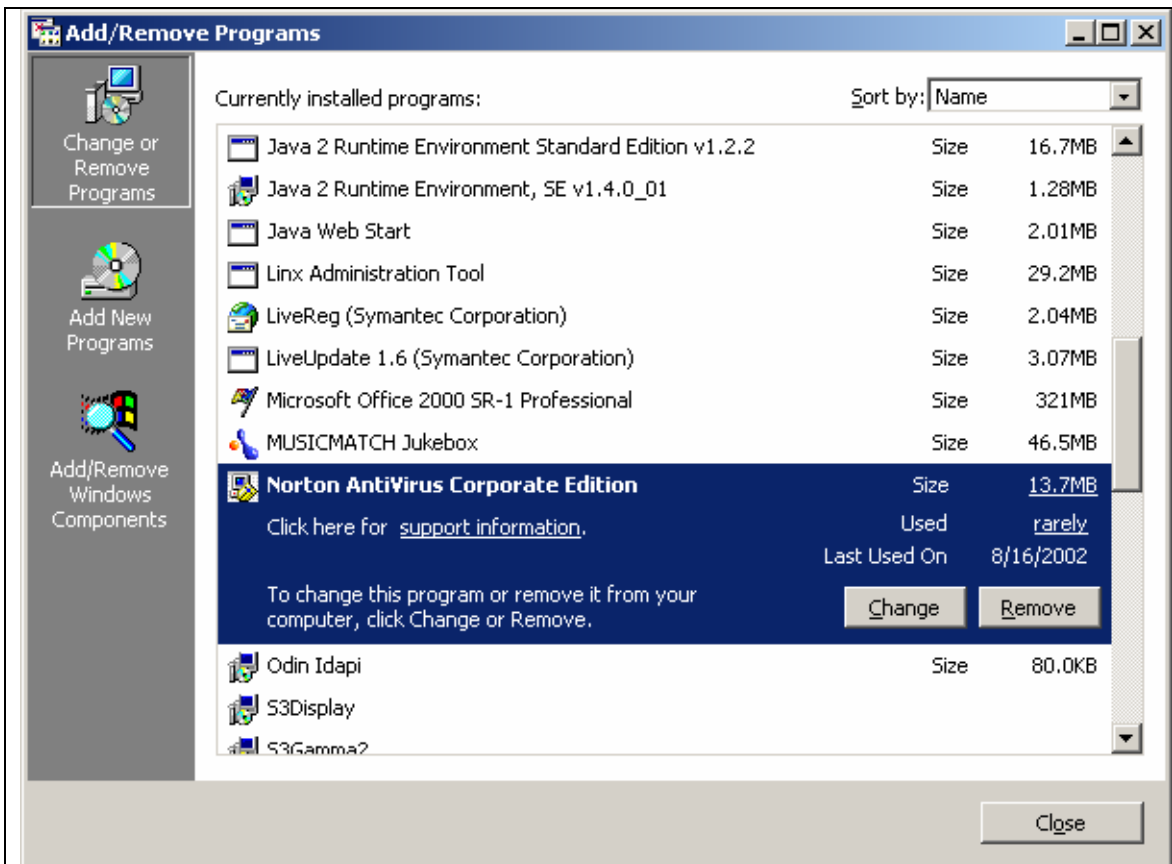 Add/Remove Programs
Change or
Remove
Programs
Add New
Programs
Add/Remove
Windows
Components
Currently installed programs:
Sort by: Name
Java 2 Runtime Environment Standard Edition v1.2.2 Size 16.7MB
Java 2 Runtime Environment, SE v1.4.0_01 Size 1.28MB
Java Web Start Size 2.01MB
Linx Administration Tool Size 29.2MB
LiveReg (Symantec Corporation) Size 2.04MB
LiveUpdate 1.6 (Symantec Corporation) Size 3.07MB
Microsoft Office 2000 SR-1 Professional Size 321MB
MUSICMATCH Jukebox Size 46.5MB
Norton AntiVirus Corporate Edition Size 13.7MB
Click here for support information. Used rarely
Last Used On 8/16/2002
To change this program or remove it from your
computer, click Change or Remove.
Change Remove
Odin Idapi Size 80.0KB
S3Display
S3Gamma2
Close